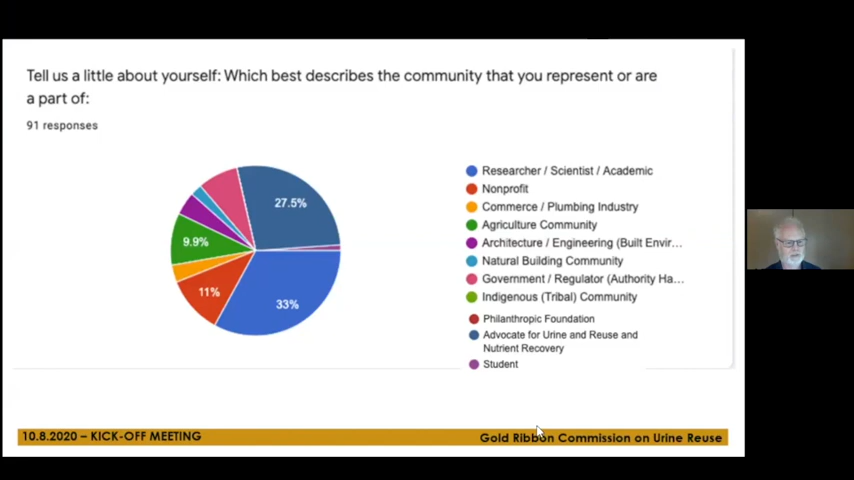 Tell us a little about yourself: Which best describes the community that you represent or are
a part of:
91 responses
27.5%
9.9%
11%
33%
Researcher / Scientist / Academic
Nonprofit
Commerce / Plumbing Industry
Agriculture Community
Architecture / Engineering (Built Envir...
Natural Building Community
Government / Regulator (Authority Ha...
Indigenous (Tribal) Community
Philanthropic Foundation
Advocate for Urine and Reuse and
Nutrient Recovery
Student
10.8.2020 – KICK-OFF MEETING
Gold Ribbon Commission on Urine Reuse